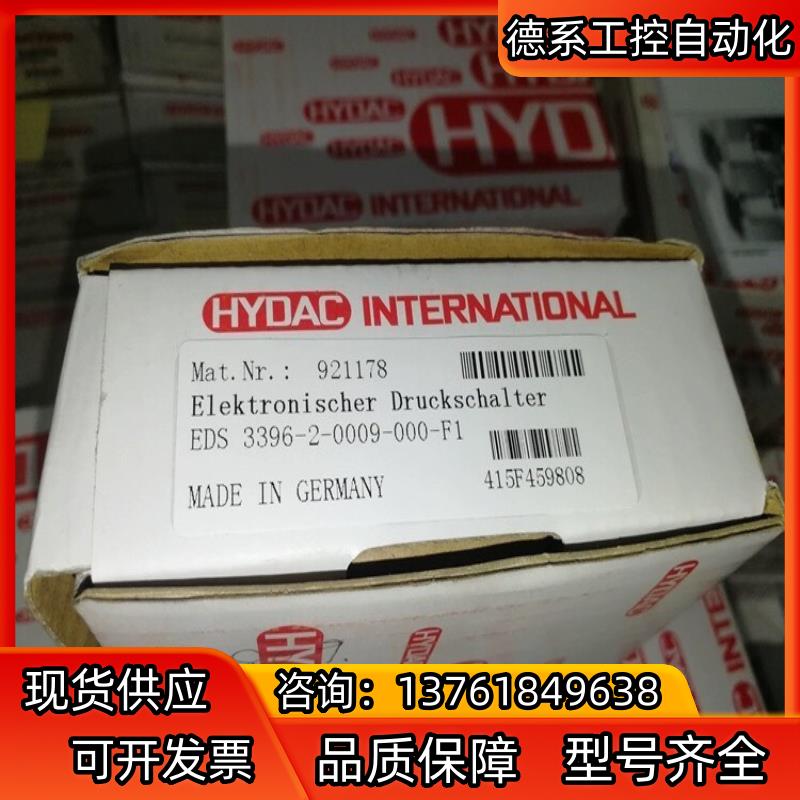 德系工控自动化
HYDAC
HYD
HYDAC INTERNATIONAL
HYDAC INTERNATIONAL
Mat.Nr.: 921178
Elektronischer Druckschalter
EDS 3396-2-0009-000-F1
415F459808
MADE IN GERMANY
现货供应
咨询：13761849638
可开发票
品质保障
型号齐全